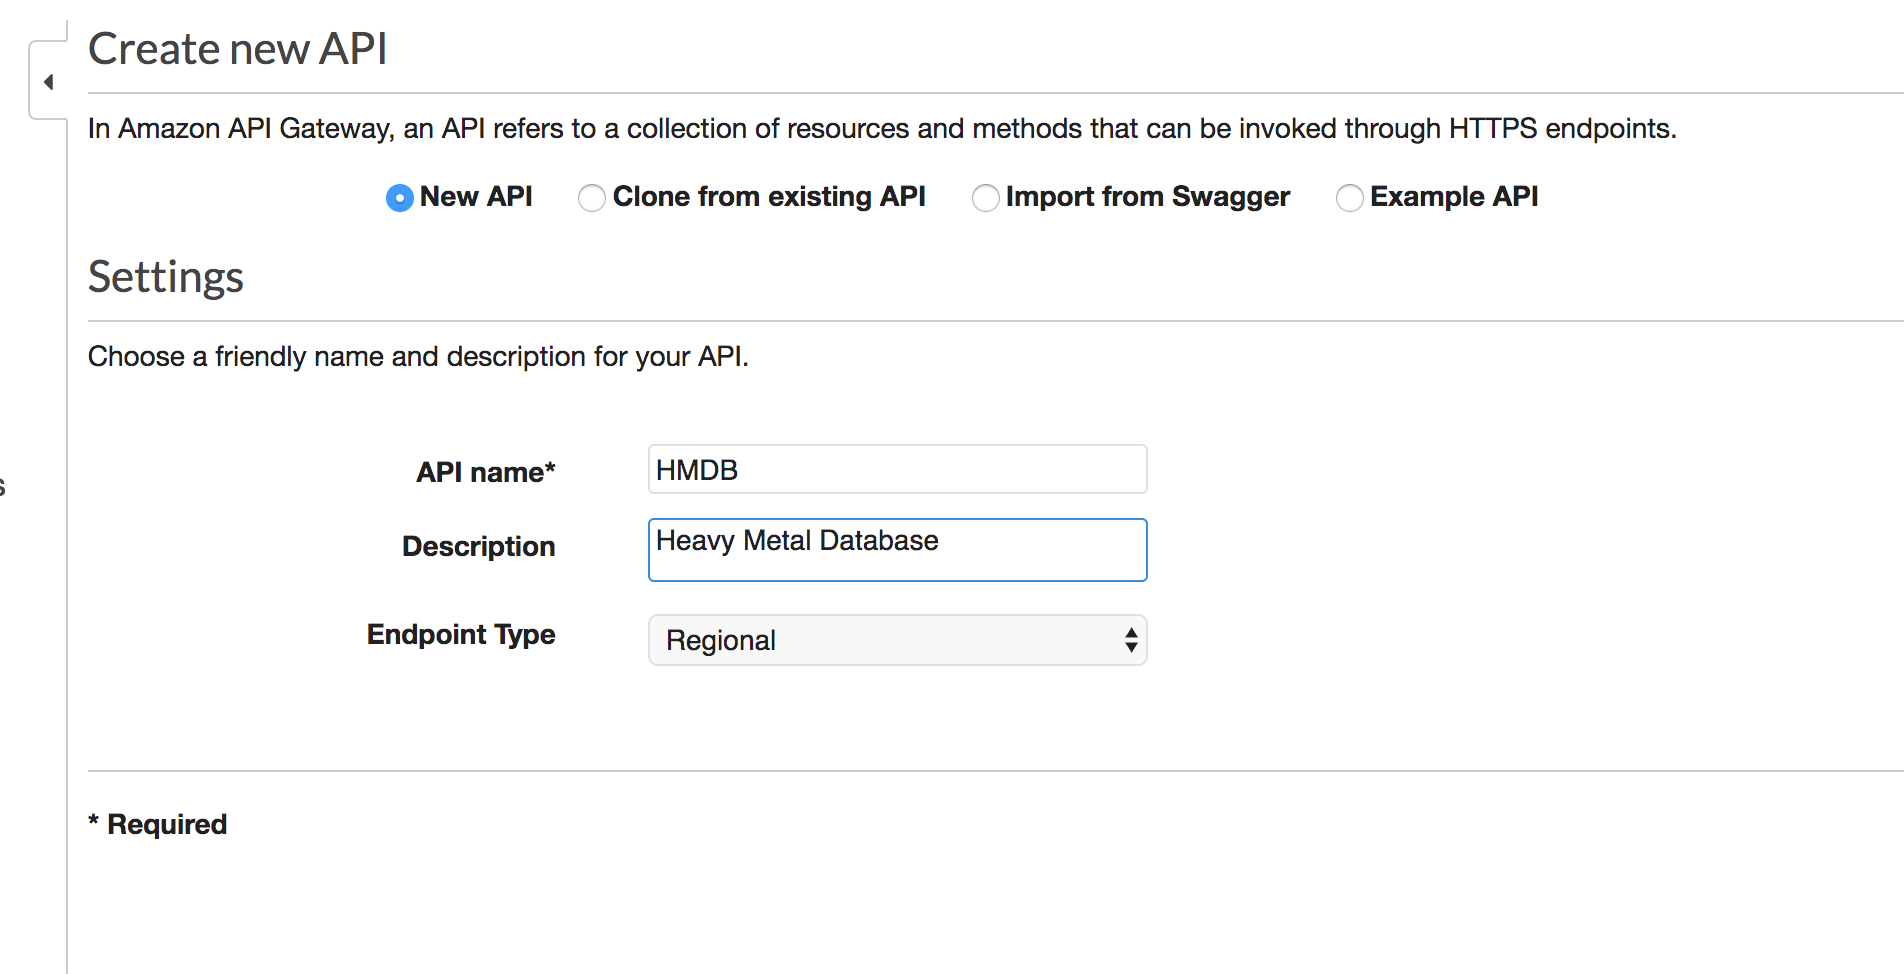 Create new API
In Amazon API Gateway, an API refers to a collection of resources and methods that can be invoked through HTTPS endpoints.
New API Clone from existing API Import from Swagger Example API
Settings
Choose a friendly name and description for your API.
API name* HMDB
Description Heavy Metal Database
Endpoint Type Regional
* Required